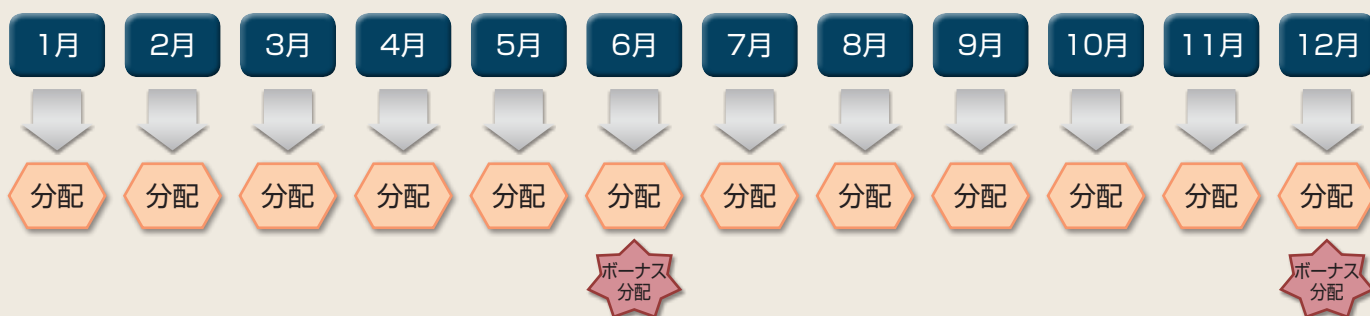 1月 2月 3月 4月 5月 6月 7月 8月 9月 10月 11月 12月
分配 分配 分配 分配 分配 分配 分配 分配 分配 分配 分配 分配
ボーナス ボーナス
分配 分配